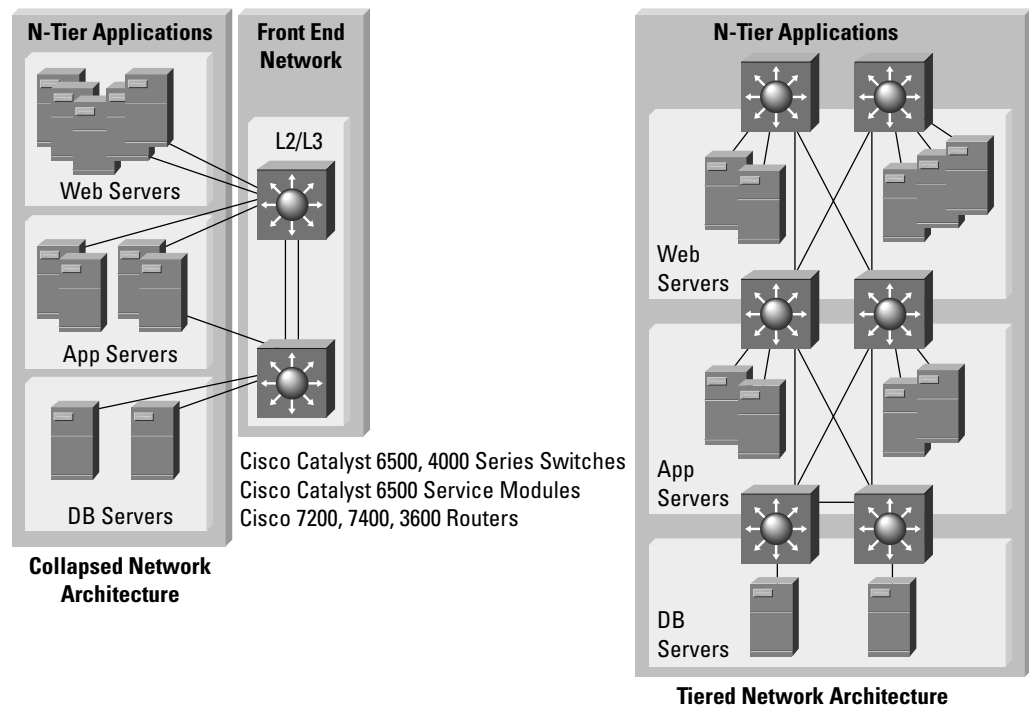 N-Tier Applications
Web Servers
App Servers
DB Servers
Collapsed Network
Architecture
Front End
Network
L2/L3
Cisco Catalyst 6500, 4000 Series Switches
Cisco Catalyst 6500 Service Modules
Cisco 7200, 7400, 3600 Routers
N-Tier Applications
Web
Servers
App
Servers
DB
Servers
Tiered Network Architecture